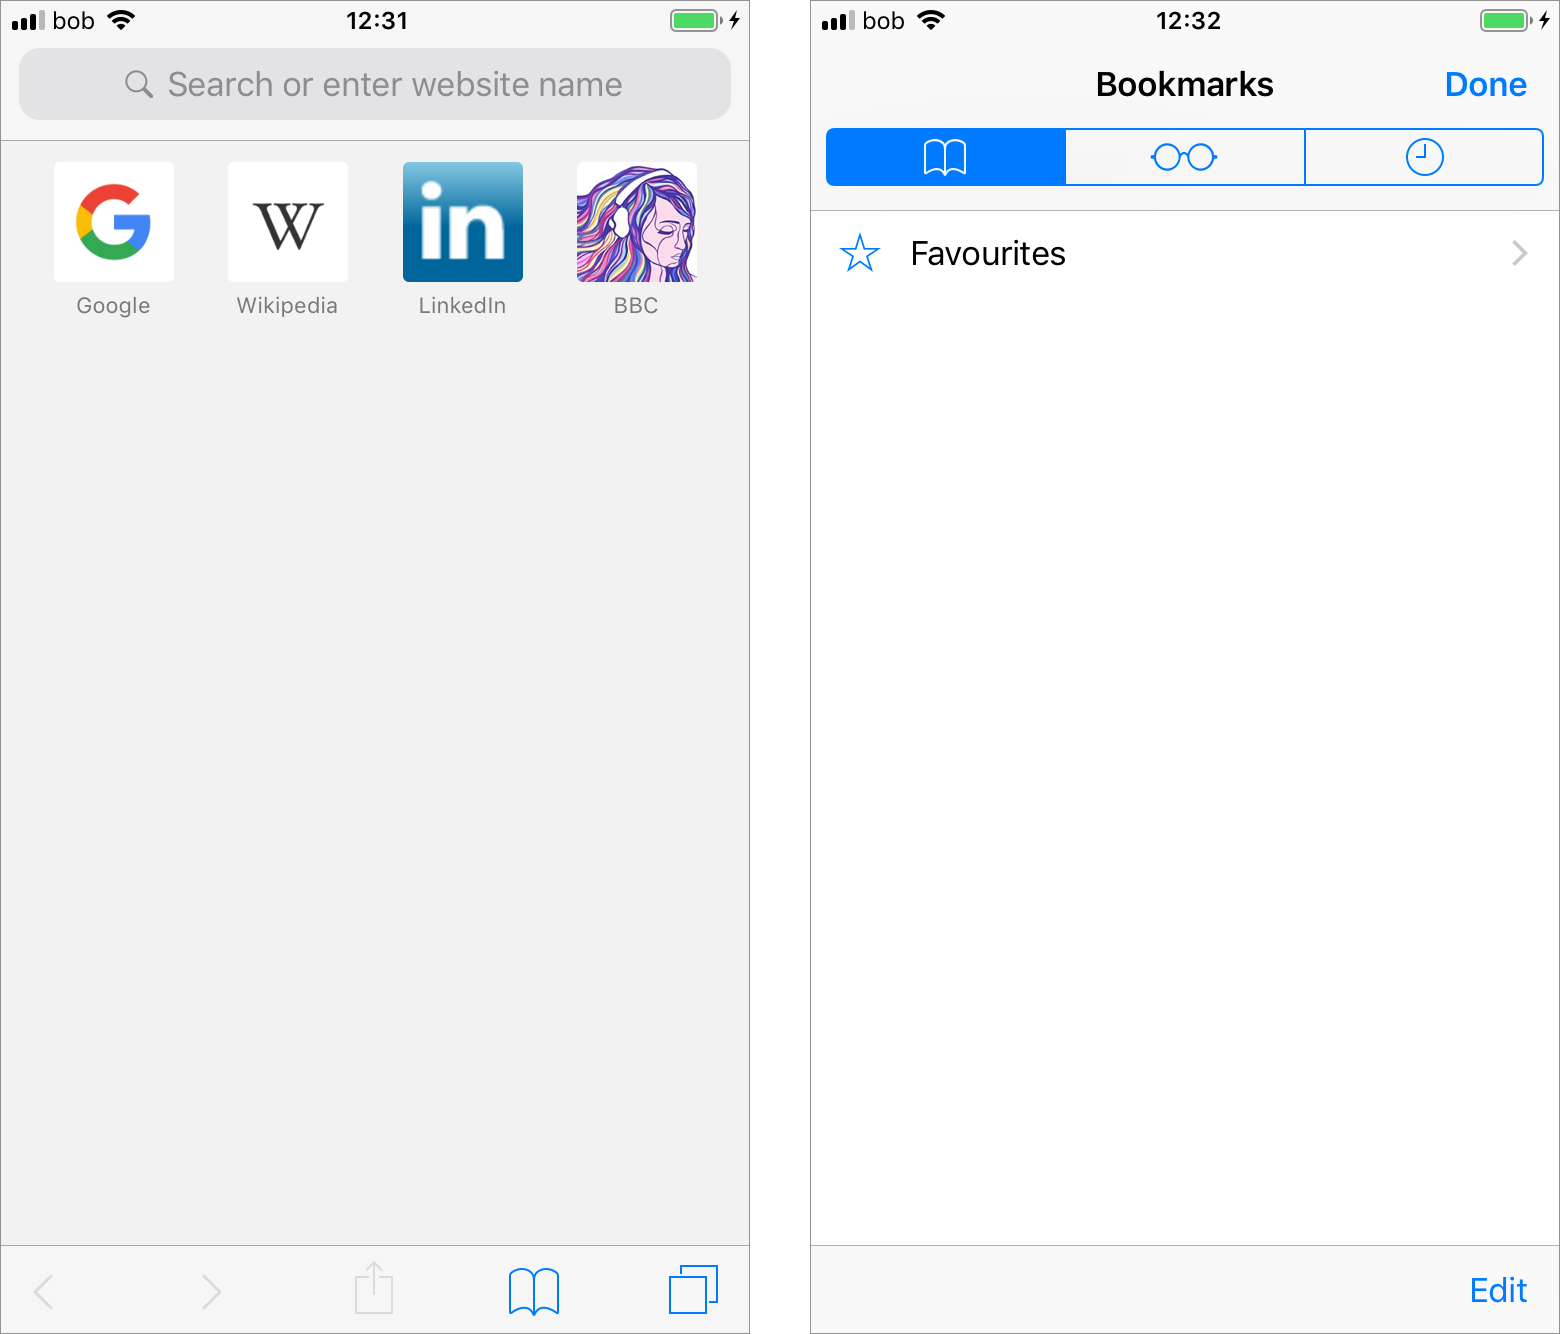 bob 12:31
Search or enter website name
W
in
Google Wikipedia LinkedIn BBC
bob 12:32
Bookmarks Done
Favourites
Edit